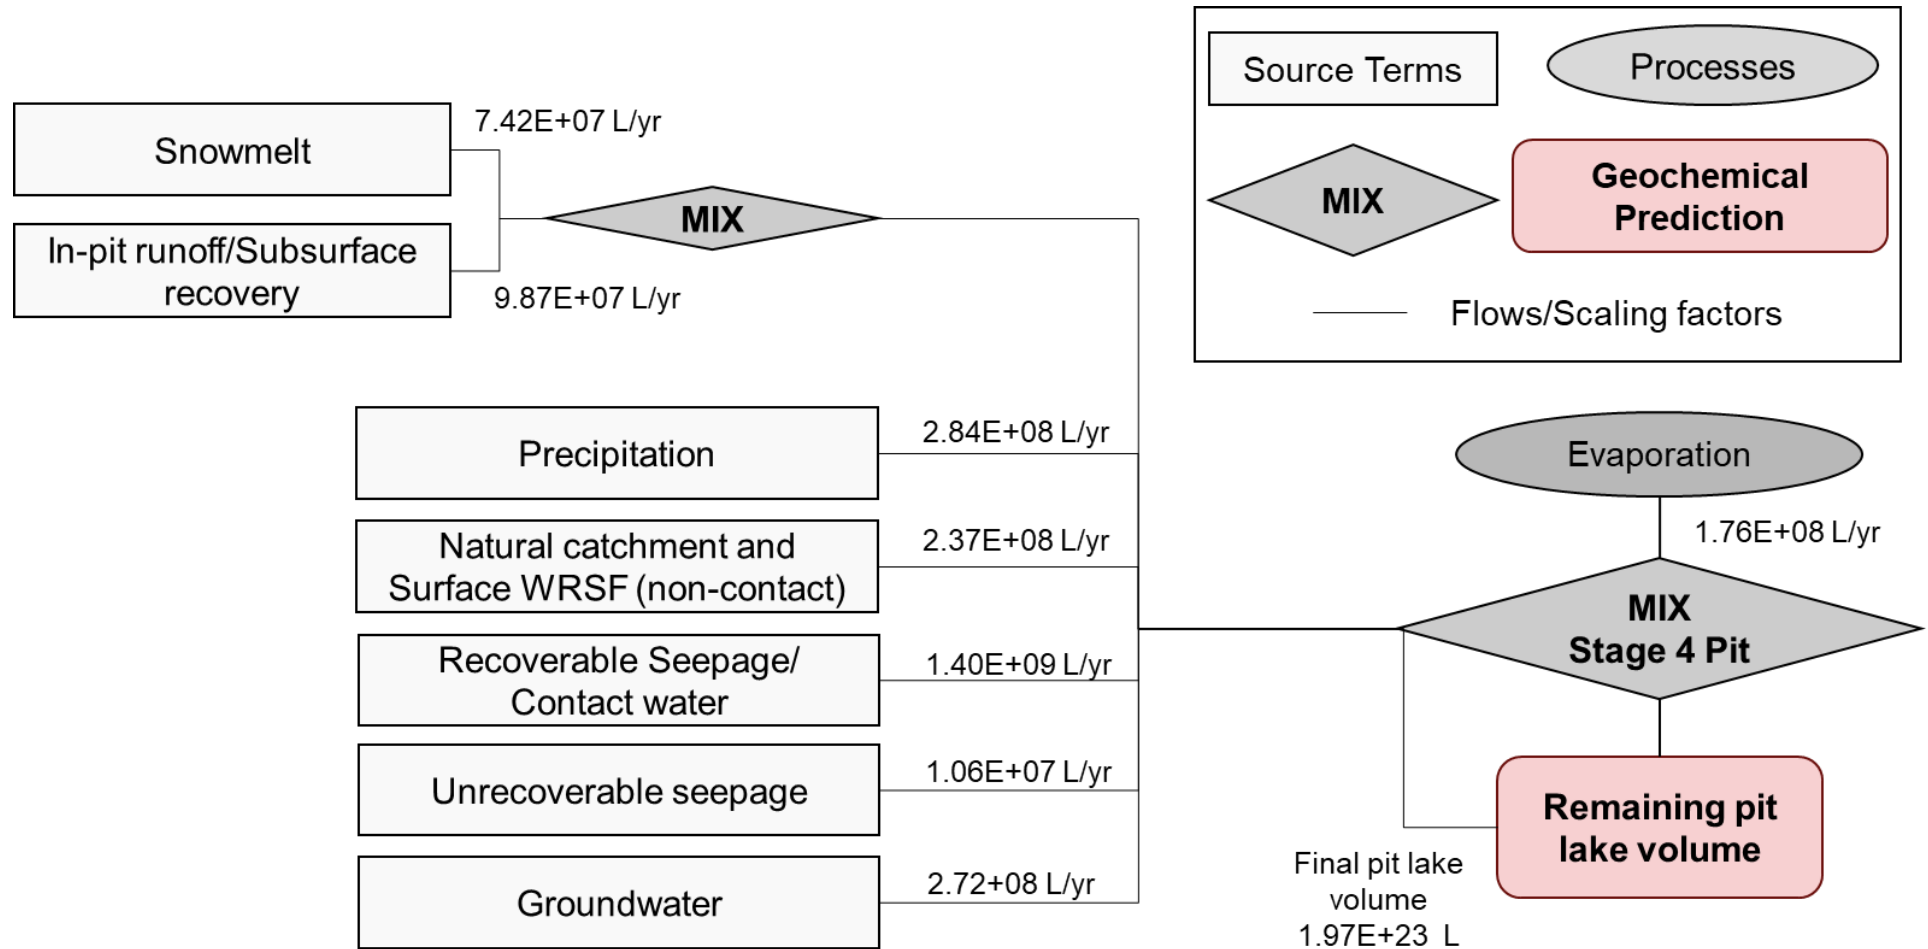 Source Terms
Processes
MIX
Geochemical
Prediction
Flows/Scaling factors
Snowmelt
7.42E+07 L/yr
In-pit runoff/Subsurface
recovery
9.87E+07 L/yr
MIX
Precipitation
2.84E+08 L/yr
Natural catchment and
Surface WRSF (non-contact)
2.37E+08 L/yr
Recoverable Seepage/
Contact water
1.40E+09 L/yr
Unrecoverable seepage
1.06E+07 L/yr
Groundwater
2.72+08 L/yr
Evaporation
1.76E+08 L/yr
MIX
Stage 4 Pit
Remaining pit
lake volume
Final pit lake
volume
1.97E+23 L